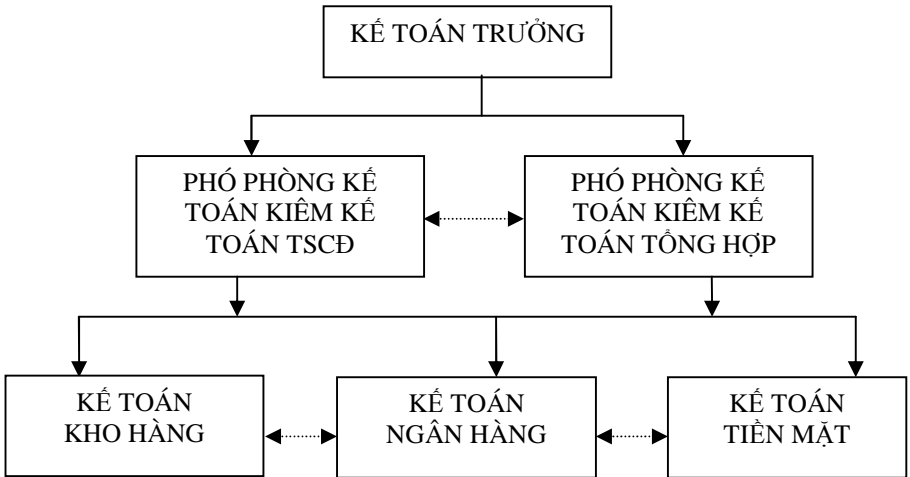 KẾ TOÁN TRƯỞNG
PHÓ PHÒNG KẾ
TOÁN KIÊM KẾ
TOÁN TSCĐ
PHÓ PHÒNG KẾ
TOÁN KIÊM KẾ
TOÁN TỔNG HỢP
KẾ TOÁN
KHO HÀNG
KẾ TOÁN
NGÂN HÀNG
KẾ TOÁN
TIỀN MẶT